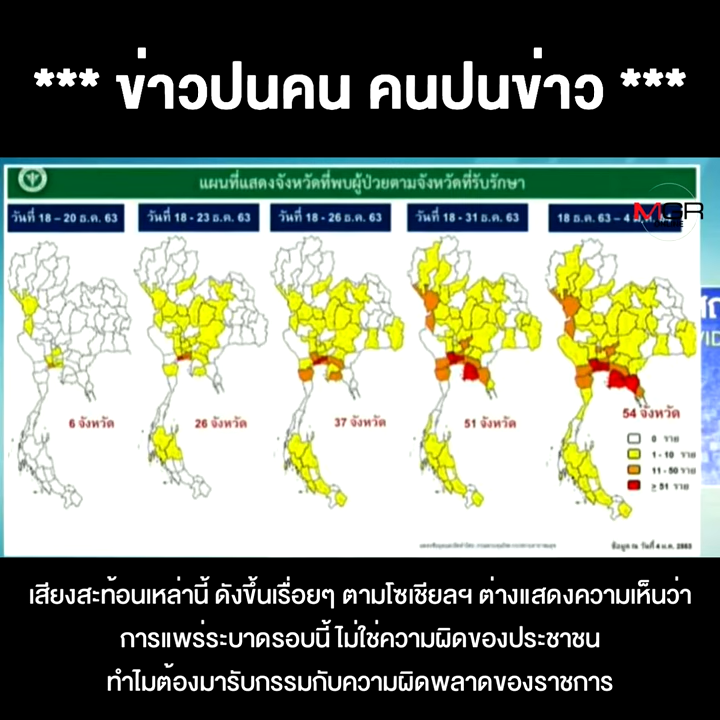 *** ข่าวปนคน คนปนข่าว ***
แผนที่แสดงจังหวัดที่พบผู้ป่วยตามจังหวัดที่รับรักษา
วันที่ 18 – 20 ธ.ค. 63
วันที่ 18 - 23 ธ.ค. 63
วันที่ 18 - 26 ธ.ค. 63
วันที่ 18 - 31 ธ.ค. 63
18 ธ.ค. 63 – 4
MGR
6 จังหวัด
26 จังหวัด
37 จังหวัด
51 จังหวัด
54 จังหวัด
0 ราย
1 - 10 ราย
11 - 50 ราย
≥ 51 ราย
ข้อมูล ณ วันที่ 4 ม.ค. 2563
เสียงสะท้อนเหล่านี้ ดังขึ้นเรื่อยๆ ตามโซเชียลฯ ต่างแสดงความเห็นว่า
การแพร่ระบาดรอบนี้ ไม่ใช่ความผิดของประชาชน
ทำไมต้องมารับกรรมกับความผิดพลาดของราชการ